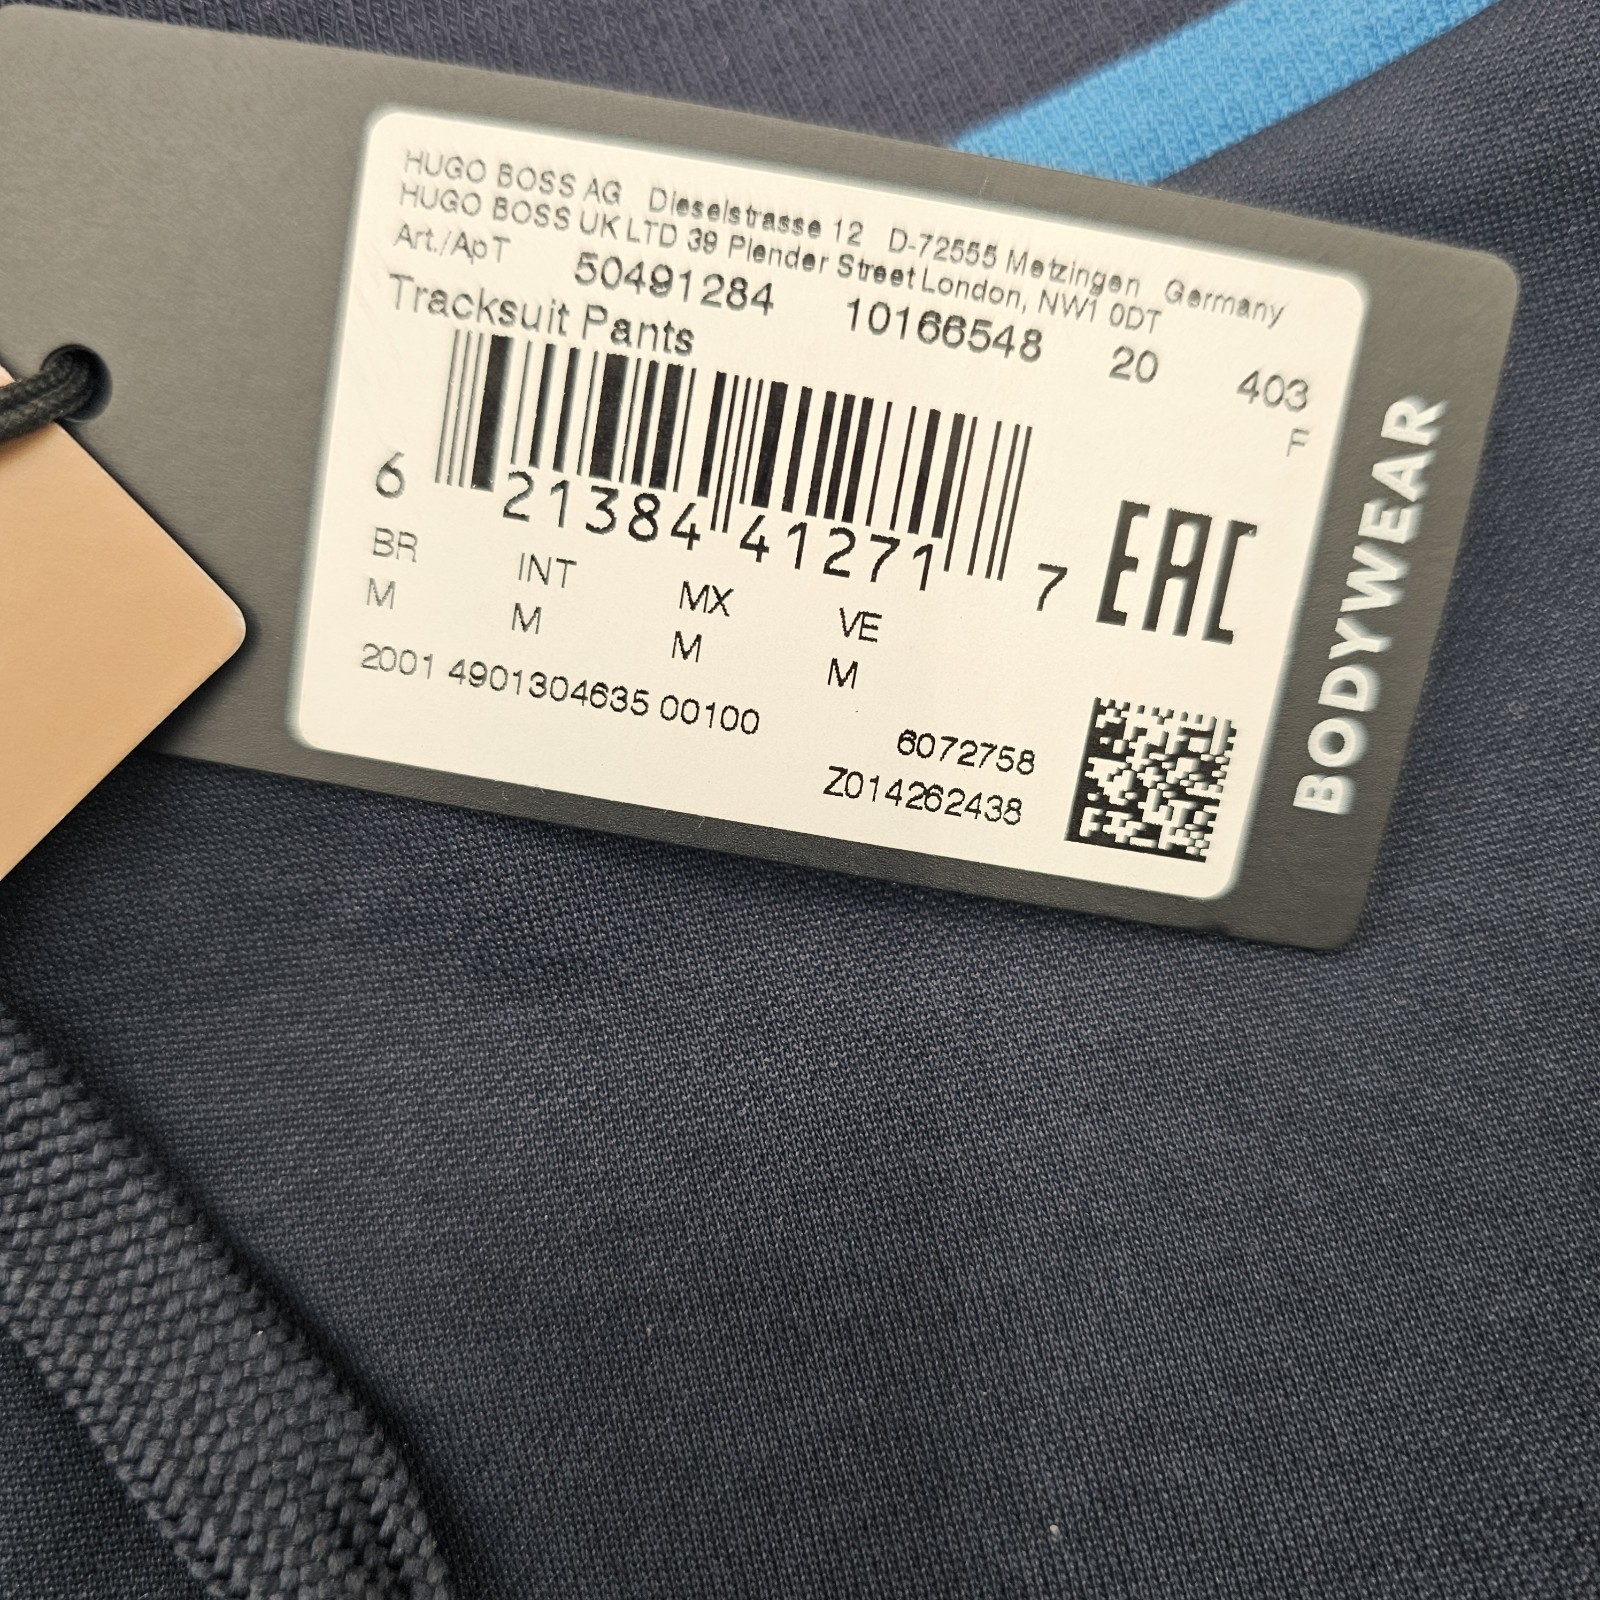 HUGO BOSS AG Dieselstrasse 12 D-72555 Metzingen Germany
HUGO BOSS UK LTD 39 Plender Street London, NW1 0DT
Art./ApT 50491284 10166548 20 403
Tracksuit Pants F
6 21384 41271 7
EAC
BR INT MX VE
M M M M
2001 4901304635 00100
6072758
Z014262438
BODYWEAR